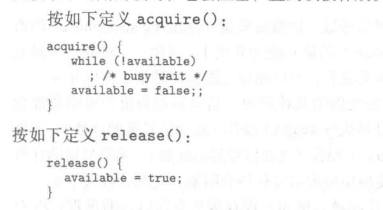 按如下定义 acquire():
acquire() {
while (!available)
; /* busy wait */
available = false;;
}
按如下定义 release():
release() {
available = true;
}